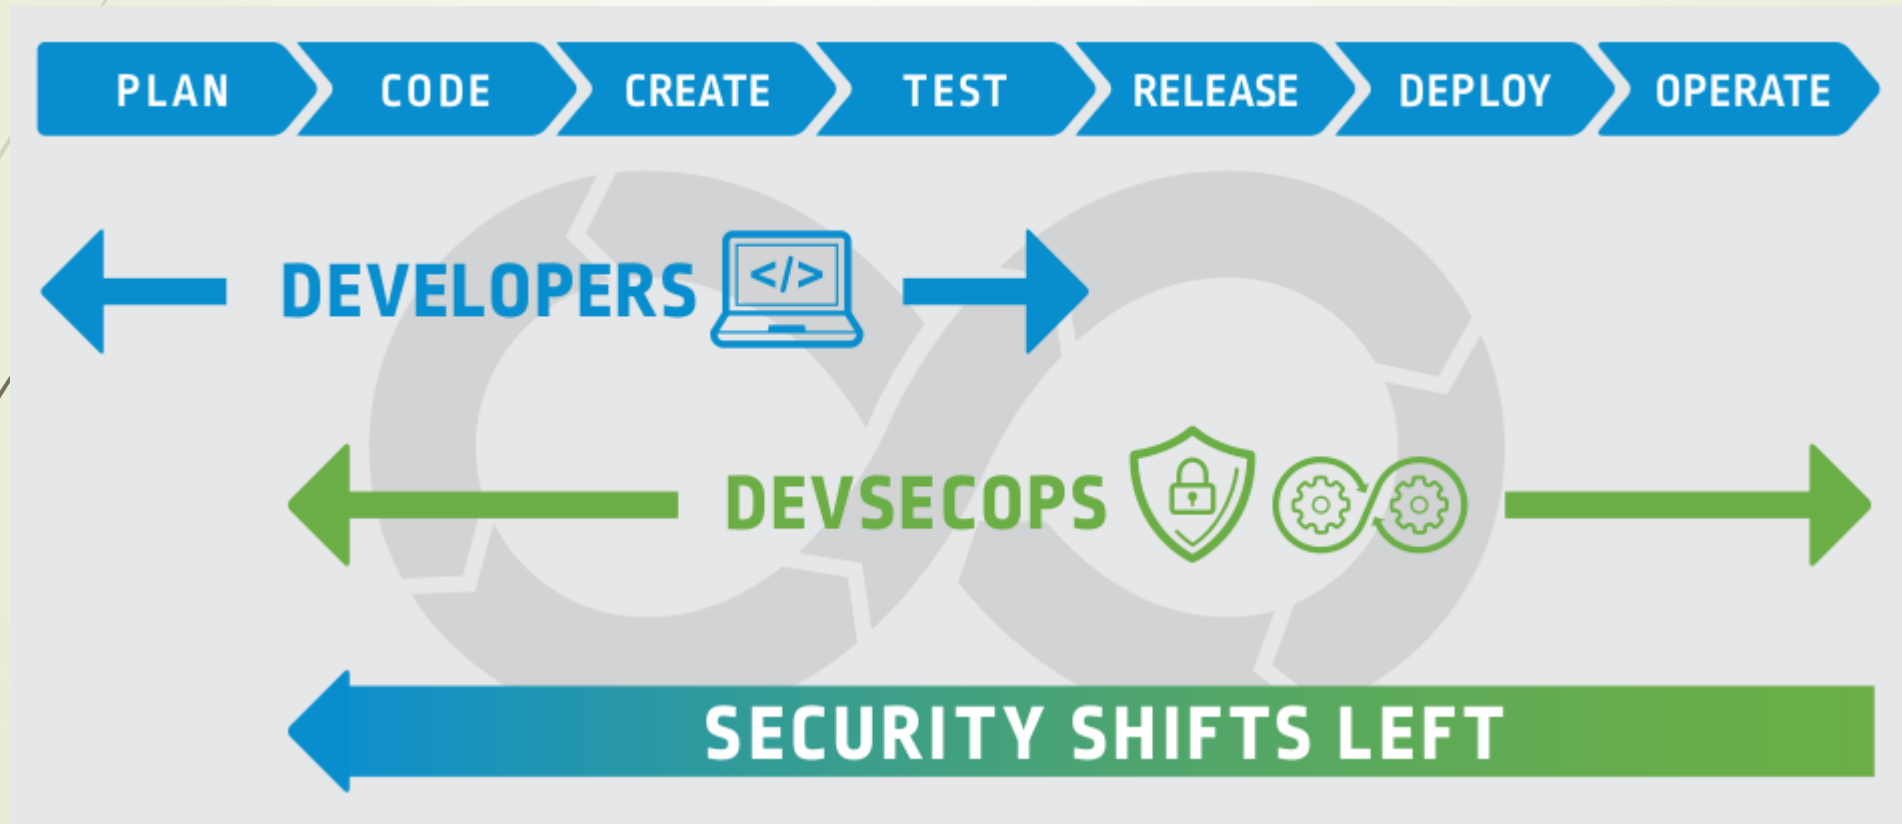 PLAN CODE CREATE TEST RELEASE DEPLOY OPERATE
DEVELOPERS </>
DEVSECOPS
SECURITY SHIFTS LEFT